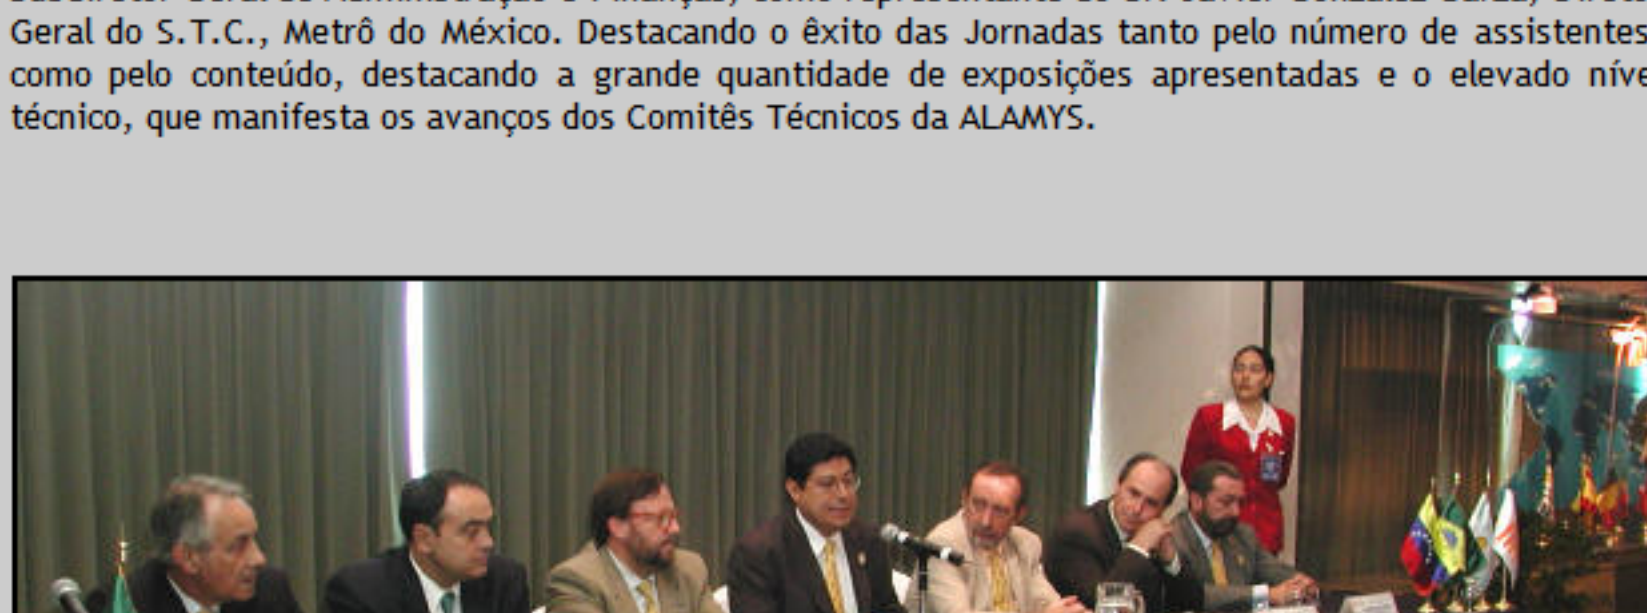 Geral do S.T.C., Metrô do México. Destacando o êxito das Jornadas tanto pelo número de assistentes
como pelo conteúdo, destacando a grande quantidade de exposições apresentadas e o elevado níve
técnico, que manifesta os avanços dos Comitês Técnicos da ALAMYS.